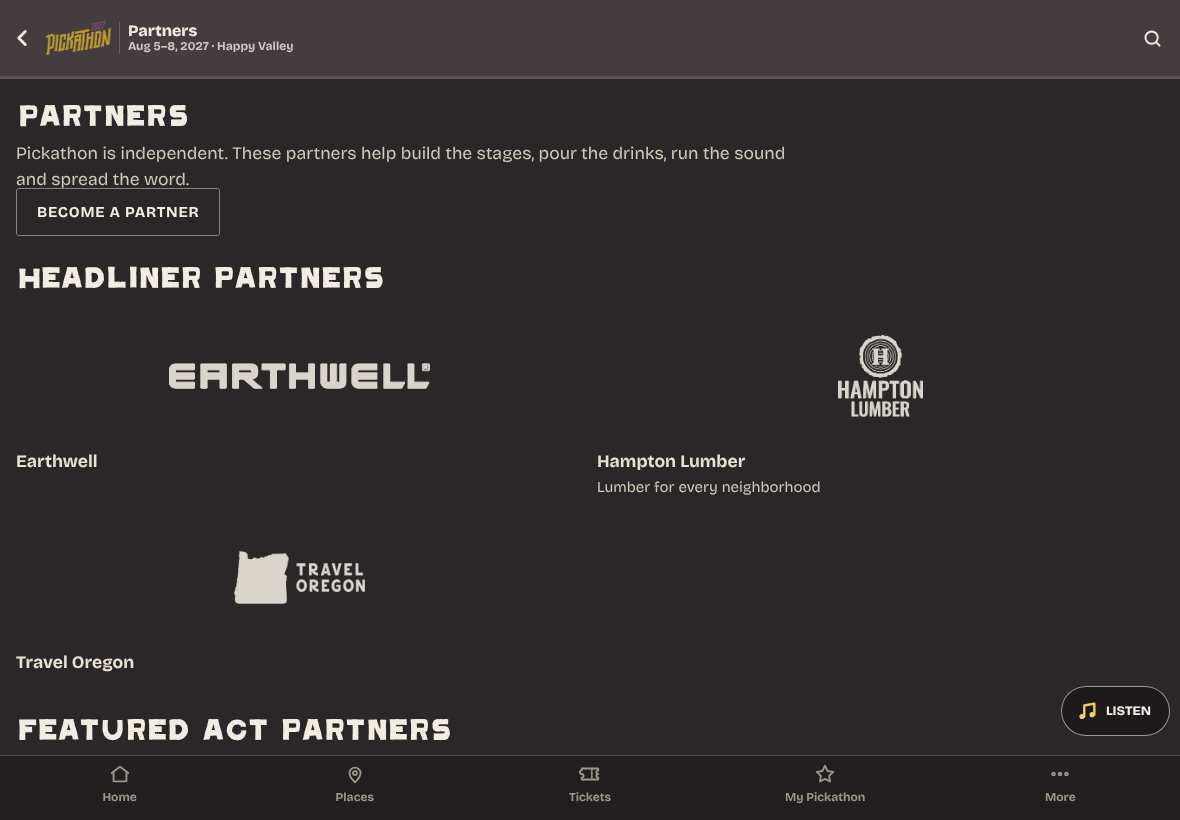 PICKATHON
Partners
Aug 5–8, 2027 · Happy Valley
PARTNERS
Pickathon is independent. These partners help build the stages, pour the drinks, run the sound
and spread the word.
BECOME A PARTNER
HEADLINER PARTNERS
EARTHWELL®
H
HAMPTON
LUMBER
Earthwell
Hampton Lumber
Lumber for every neighborhood
TRAVEL
OREGON
Travel Oregon
FEATURED ACT PARTNERS
LISTEN
Home
Places
Tickets
My Pickathon
More